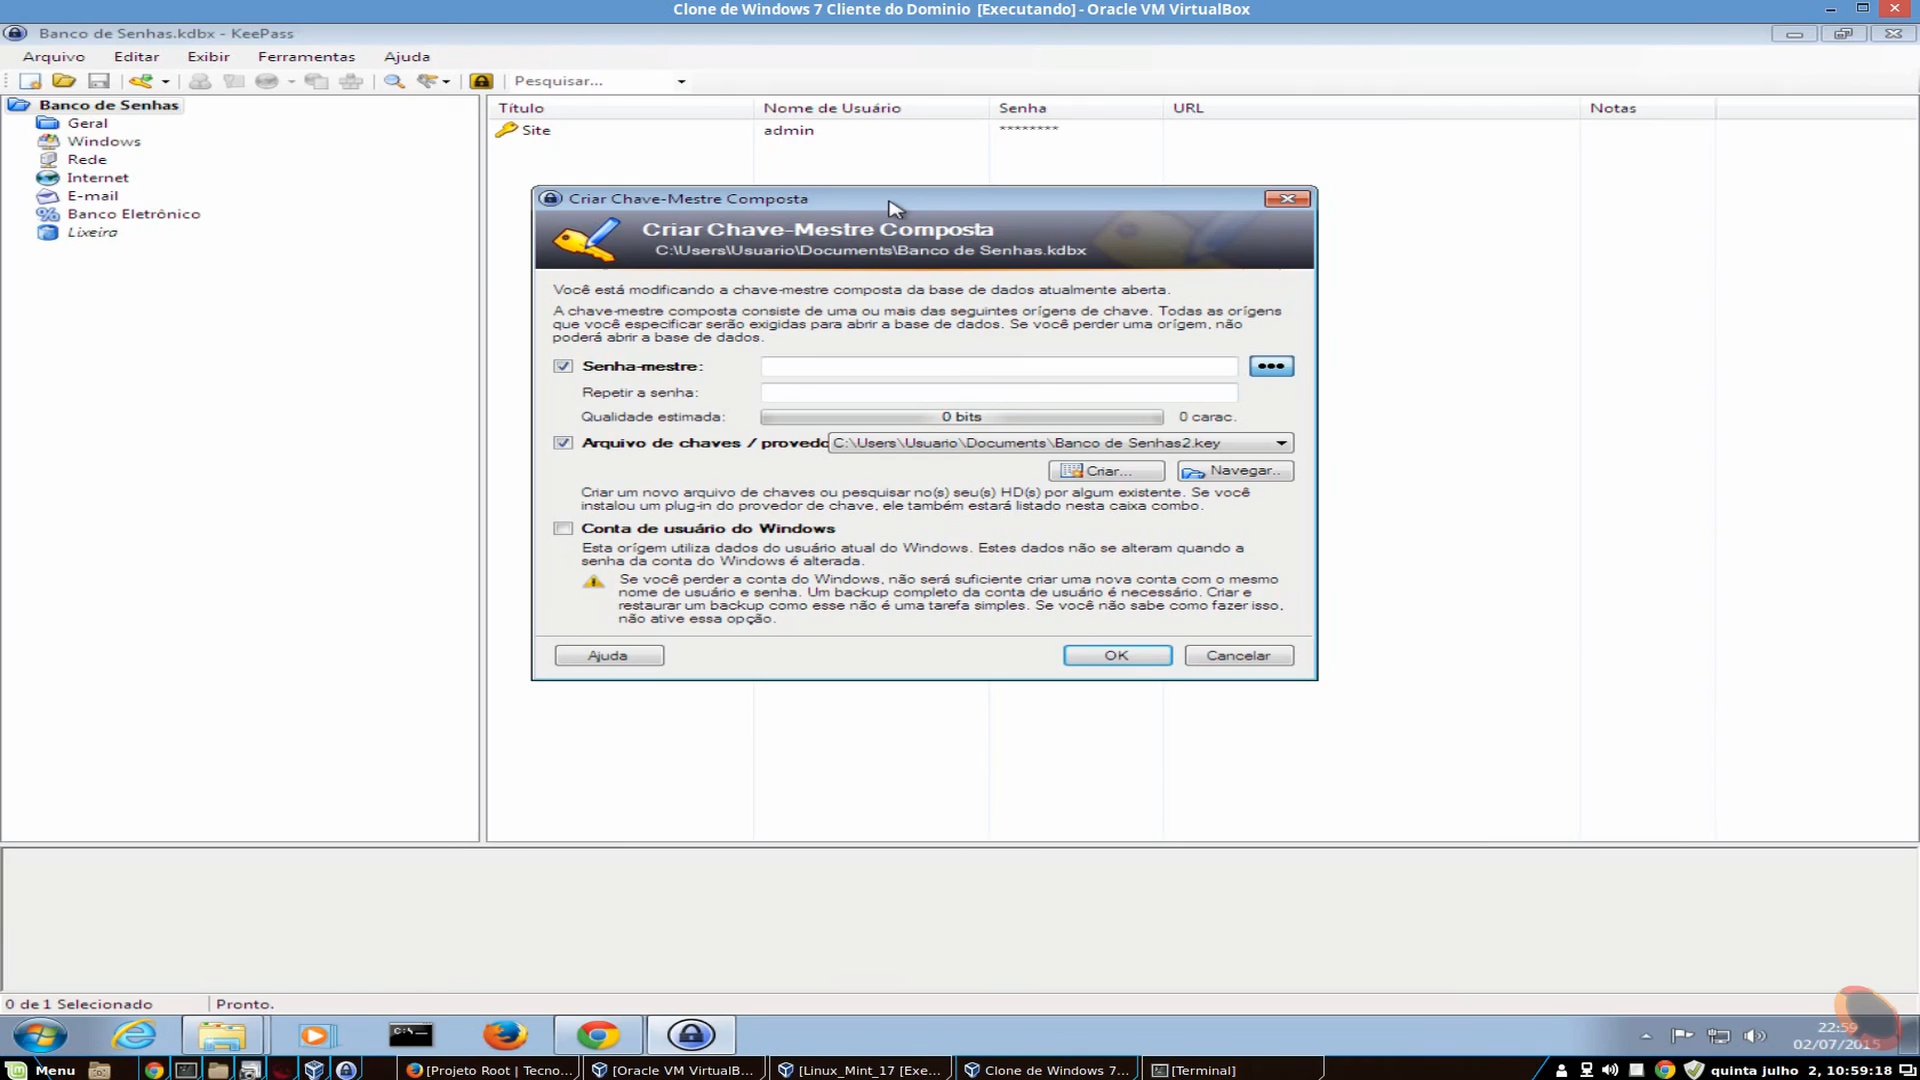 Clone de Windows 7 Cliente do Dominio [Executando] - Oracle VM VirtualBox
Banco de Senhas.kdbx - KeePass
Arquivo Editar Exibir Ferramentas Ajuda
Pesquisar...
Banco de Senhas
Geral
Windows
Rede
Internet
E-mail
Banco Eletrônico
Lixeira
Título Nome de Usuário Senha URL Notas
Site admin ********
Criar Chave-Mestre Composta
Criar Chave-Mestre Composta
C:\Users\Usuario\Documents\Banco de Senhas.kdbx
Você está modificando a chave-mestre composta da base de dados atualmente aberta.
A chave-mestre composta consiste de uma ou mais das seguintes orígens de chave. Todas as orígens
que você especificar serão exigidas para abrir a base de dados. Se você perder uma orígem, não
poderá abrir a base de dados.
Senha-mestre:
Repetir a senha:
Qualidade estimada: 0 bits 0 carac.
Arquivo de chaves / provedo C:\Users\Usuario\Documents\Banco de Senhas2.key
Criar... Navegar..
Criar um novo arquivo de chaves ou pesquisar no(s) seu(s) HD(s) por algum existente. Se você
instalou um plug-in do provedor de chave, ele também estará listado nesta caixa combo.
Conta de usuário do Windows
Esta orígem utiliza dados do usuário atual do Windows. Estes dados não se alteram quando a
senha da conta do Windows é alterada.
Se você perder a conta do Windows, não será suficiente criar uma nova conta com o mesmo
nome de usuário e senha. Um backup completo da conta de usuário é necessário. Criar e
restaurar um backup como esse não é uma tarefa simples. Se você não sabe como fazer isso,
não ative essa opção.
Ajuda OK Cancelar
0 de 1 Selecionado Pronto.
C:\
22:59
02/07/2015
Menu [Projeto Root | Tecno... [Oracle VM VirtualB... [Linux_Mint_17 [Exe... Clone de Windows 7... [Terminal] quinta julho 2, 10:59:18